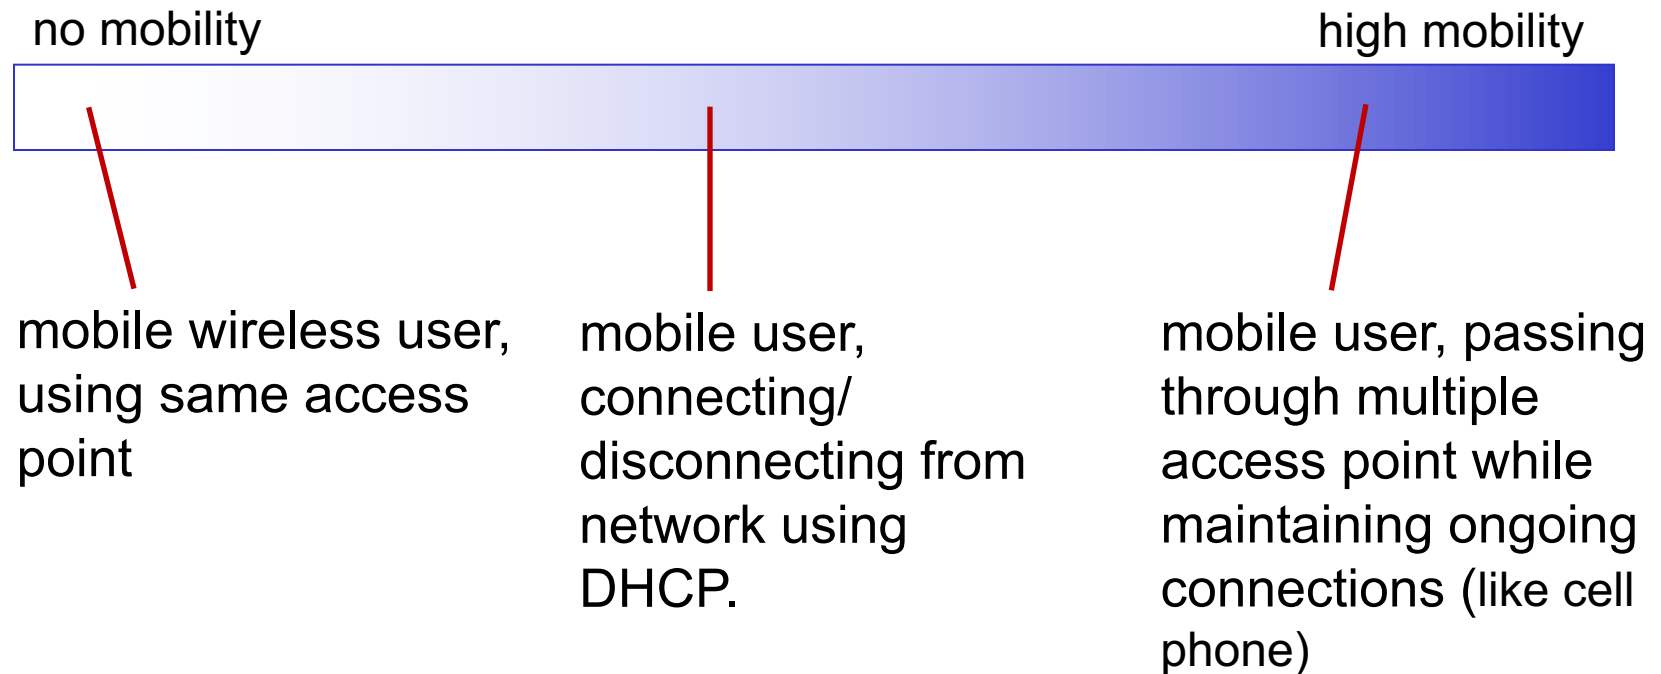 no mobility
high mobility
mobile wireless user,
using same access
point
mobile user,
connecting/
disconnecting from
network using
DHCP.
mobile user, passing
through multiple
access point while
maintaining ongoing
connections (like cell
phone)